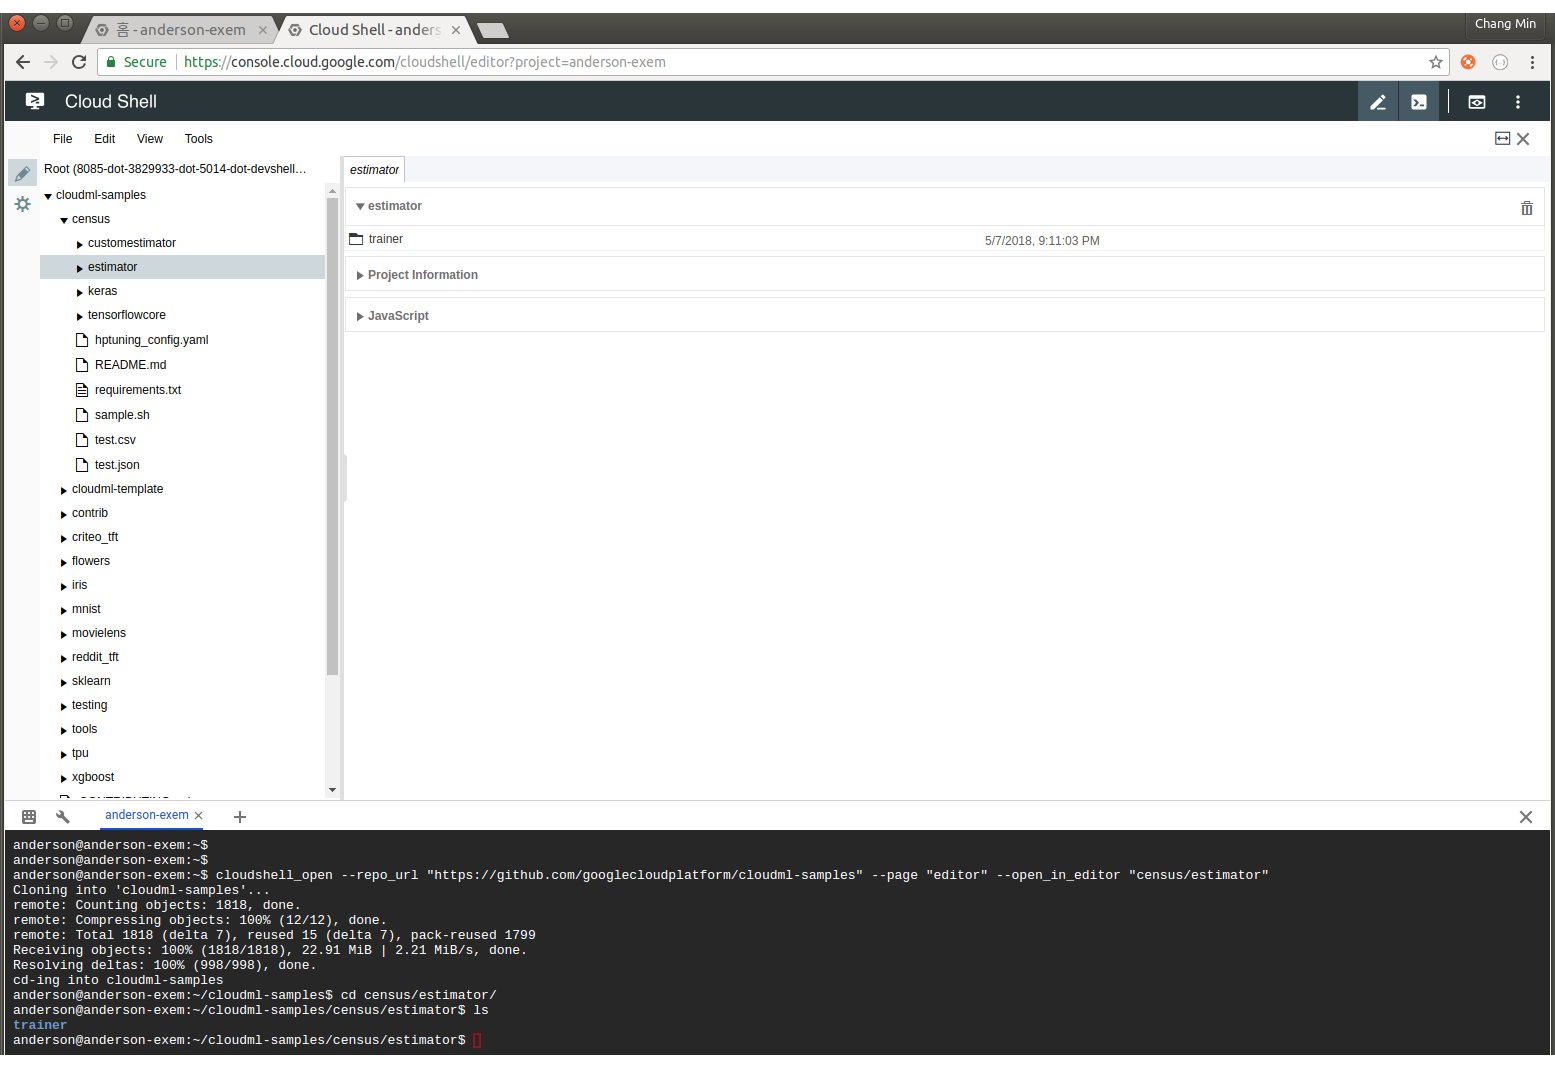 Chang Min
홈 - anderson-exem
Cloud Shell - anders
Secure
https://console.cloud.google.com/cloudshell/editor?project=anderson-exem
Cloud Shell
File Edit View Tools
Root (8085-dot-3829933-dot-5014-dot-devshell...
cloudml-samples
census
customestimator
estimator
keras
tensorflowcore
hptuning_config.yaml
README.md
requirements.txt
sample.sh
test.csv
test.json
cloudml-template
contrib
criteo_tft
flowers
iris
mnist
movielens
reddit_tft
sklearn
testing
tools
tpu
xgboost
estimator
estimator
trainer 5/7/2018, 9:11:03 PM
Project Information
JavaScript
anderson-exem
anderson@anderson-exem:~$
anderson@anderson-exem:~$
anderson@anderson-exem:~$ cloudshell_open --repo_url "https://github.com/googlecloudplatform/cloudml-samples" --page "editor" --open_in_editor "census/estimator"
Cloning into 'cloudml-samples'...
remote: Counting objects: 1818, done.
remote: Compressing objects: 100% (12/12), done.
remote: Total 1818 (delta 7), reused 15 (delta 7), pack-reused 1799
Receiving objects: 100% (1818/1818), 22.91 MiB | 2.21 MiB/s, done.
Resolving deltas: 100% (998/998), done.
cd-ing into cloudml-samples
anderson@anderson-exem:~/cloudml-samples$ cd census/estimator/
anderson@anderson-exem:~/cloudml-samples/census/estimator$ ls
trainer
anderson@anderson-exem:~/cloudml-samples/census/estimator$